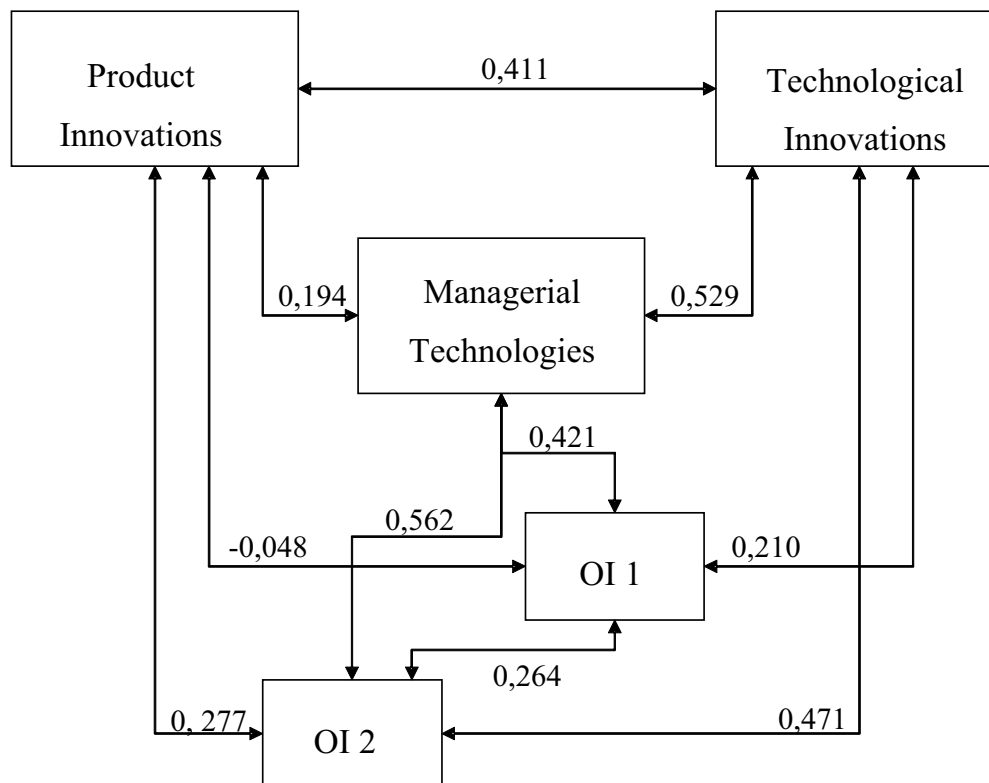 Product
Innovations
0,411
Technological
Innovations
0,194
Managerial
Technologies
0,529
0,421
0,562
-0,048
OI 1
0,210
0,264
0, 277
OI 2
0,471